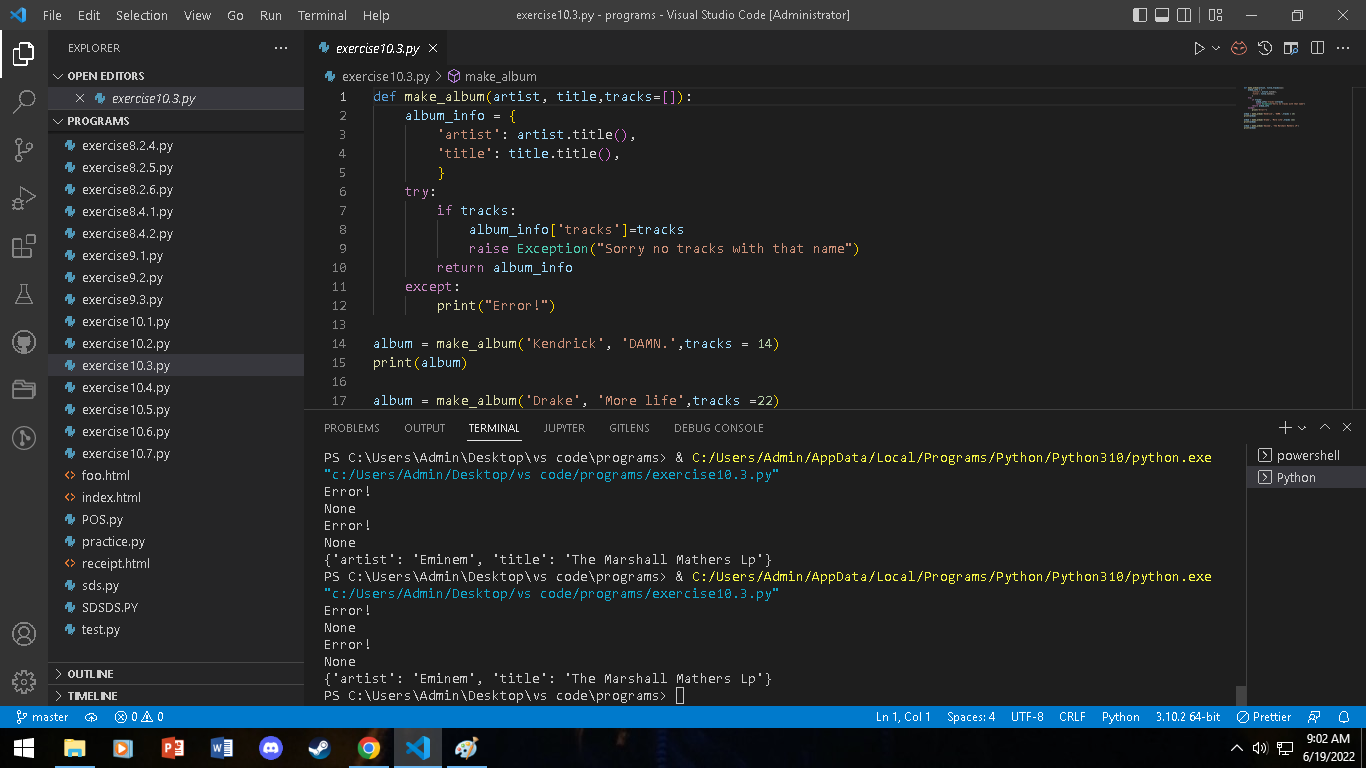 File Edit Selection View Go Run Terminal Help exercise10.3.py - programs - Visual Studio Code [Administrator]
EXPLORER
OPEN EDITORS
exercise10.3.py
PROGRAMS
exercise8.2.4.py
exercise8.2.5.py
exercise8.2.6.py
exercise8.4.1.py
exercise8.4.2.py
exercise9.1.py
exercise9.2.py
exercise9.3.py
exercise10.1.py
exercise10.2.py
exercise10.3.py
exercise10.4.py
exercise10.5.py
exercise10.6.py
exercise10.7.py
foo.html
index.html
POS.py
practice.py
receipt.html
sds.py
SDSDS.PY
test.py
OUTLINE
TIMELINE
exercise10.3.py
exercise10.3.py > make_album
1 def make_album(artist, title,tracks=[]):
2 album_info = {
3 'artist': artist.title(),
4 'title': title.title(),
5 }
6 try:
7 if tracks:
8 album_info['tracks']=tracks
9 raise Exception("Sorry no tracks with that name")
10 return album_info
11 except:
12 print("Error!")
13
14 album = make_album('Kendrick', 'DAMN.',tracks = 14)
15 print(album)
16
17 album = make_album('Drake', 'More life',tracks =22)
PROBLEMS OUTPUT TERMINAL JUPYTER GITLENS DEBUG CONSOLE
PS C:\Users\Admin\Desktop\vs code\programs> & C:/Users/Admin/AppData/Local/Programs/Python/Python310/python.exe
"c:/Users/Admin/Desktop/vs code/programs/exercise10.3.py"
Error!
None
Error!
None
{'artist': 'Eminem', 'title': 'The Marshall Mathers Lp'}
PS C:\Users\Admin\Desktop\vs code\programs> & C:/Users/Admin/AppData/Local/Programs/Python/Python310/python.exe
"c:/Users/Admin/Desktop/vs code/programs/exercise10.3.py"
Error!
None
Error!
None
{'artist': 'Eminem', 'title': 'The Marshall Mathers Lp'}
PS C:\Users\Admin\Desktop\vs code\programs>
powershell
Python
master 0 0 Ln 1, Col 1 Spaces: 4 UTF-8 CRLF Python 3.10.2 64-bit Prettier
9:02 AM
6/19/2022